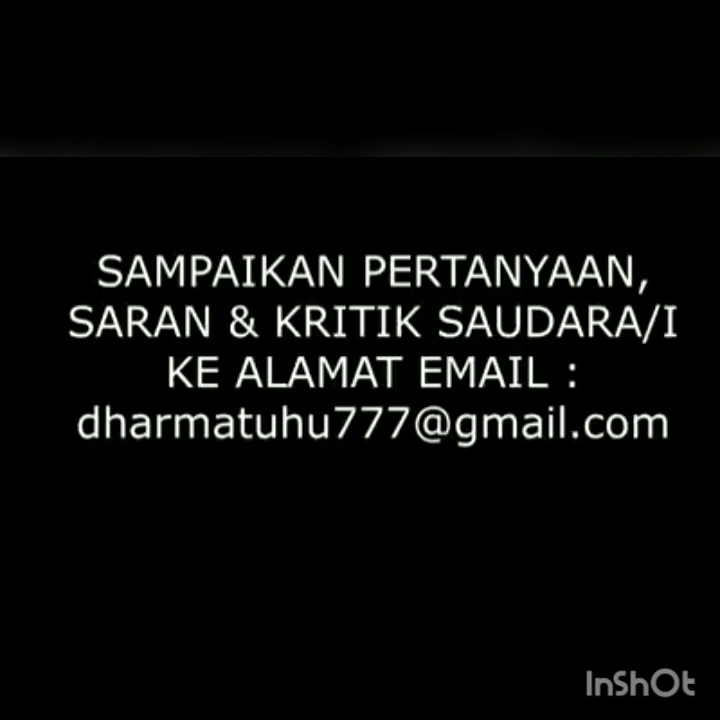 SAMPAIKAN PERTANYAAN,
SARAN & KRITIK SAUDARA/I
KE ALAMAT EMAIL :
dharmatuhu777@gmail.com
InShOt